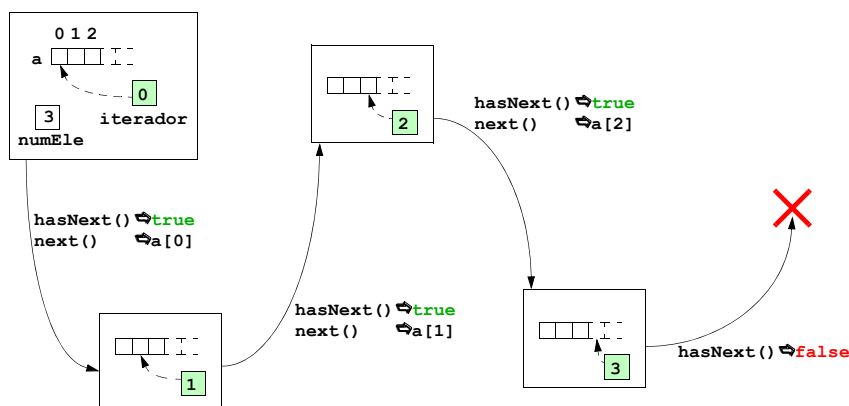 0 1 2
a
0
iterador
3
numEle
hasNext()⇨true
next() ⇨a[0]
1
hasNext()⇨true
next() ⇨a[1]
2
hasNext()⇨true
next() ⇨a[2]
3
hasNext()⇨false